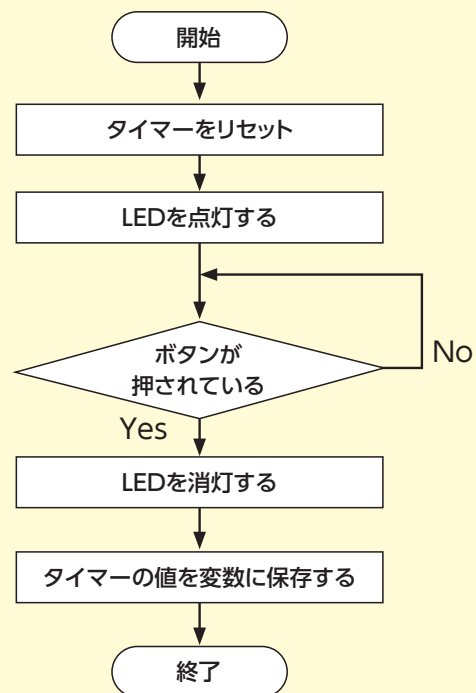 開始
タイマーをリセット
LEDを点灯する
ボタンが
押されている
No
Yes
LEDを消灯する
タイマーの値を変数に保存する
終了